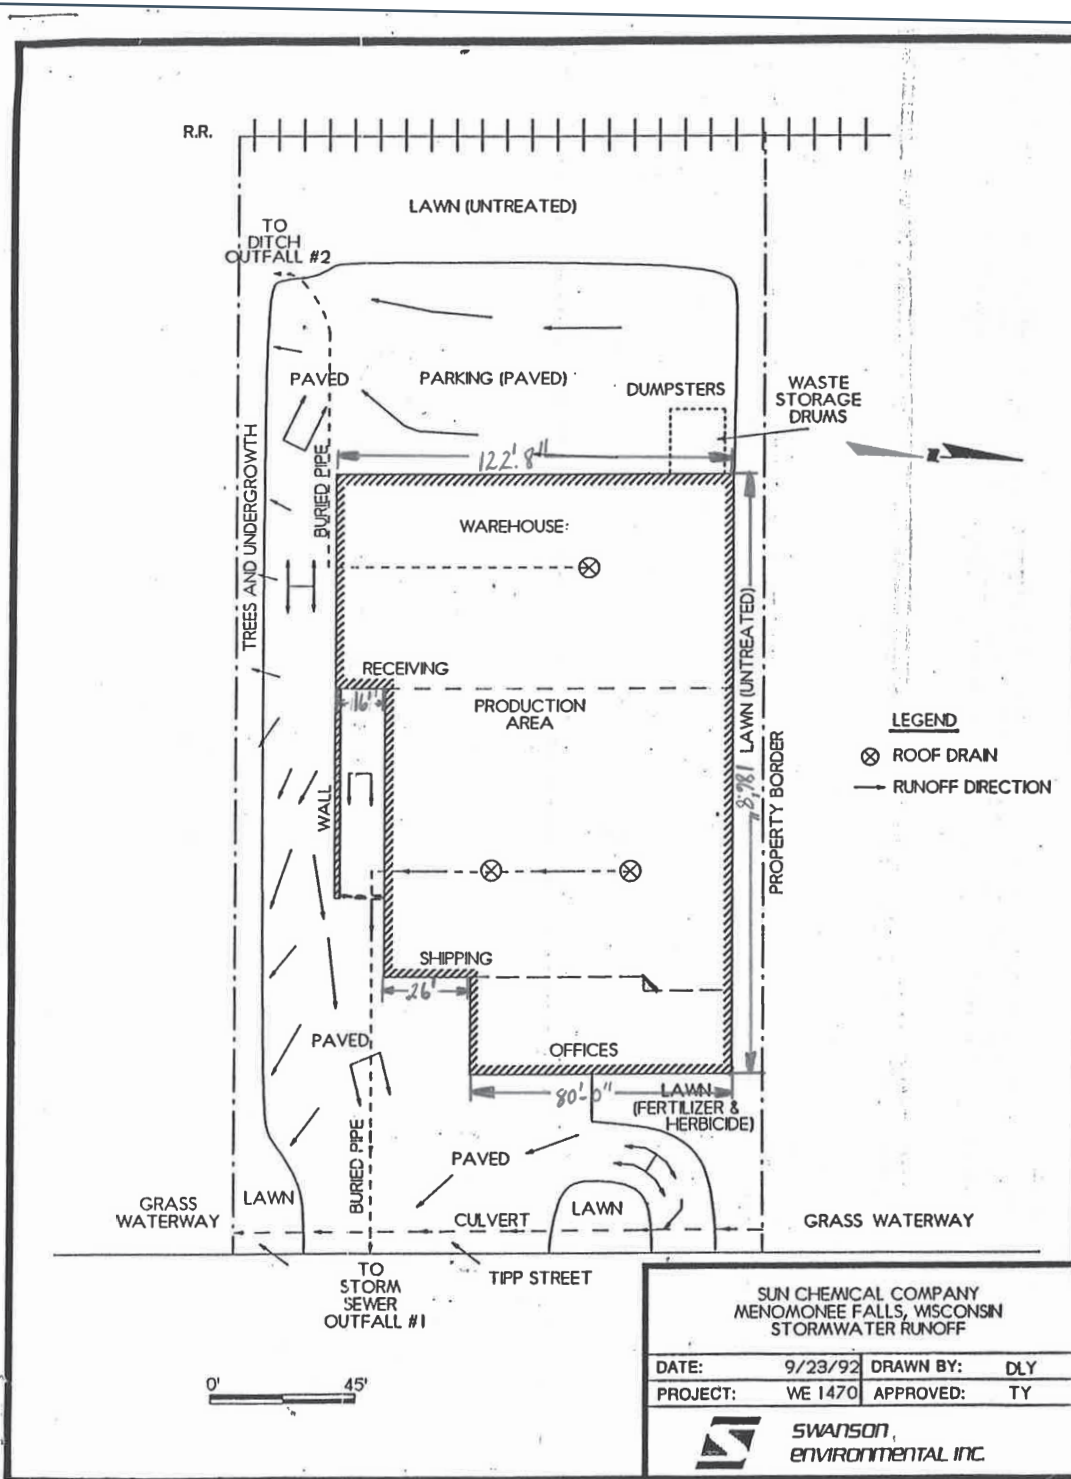 R.R.
LAWN (UNTREATED)
TO
DITCH
OUTFALL #2
PAVED
PARKING (PAVED)
DUMPSTERS
WASTE
STORAGE
DRUMS
122'.8"
N
TREES AND UNDERGROWTH
BURIED PIPE
WAREHOUSE:
RECEIVING
16'
PRODUCTION
AREA
LAWN (UNTREATED)
186'.8"
PROPERTY BORDER
LEGEND
ROOF DRAIN
RUNOFF DIRECTION
WALL
SHIPPING
26'
PAVED
OFFICES
80'-0"
LAWN
(FERTILIZER &
HERBICIDE)
BURIED PIPE
PAVED
GRASS
WATERWAY
LAWN
CULVERT
LAWN
GRASS WATERWAY
TO
STORM
SEWER
OUTFALL #1
TIPP STREET
0' 45'
SUN CHEMICAL COMPANY
MENOMONEE FALLS, WISCONSIN
STORMWATER RUNOFF
DATE: 9/23/92 DRAWN BY: DLY
PROJECT: WE 1470 APPROVED: TY
SWANSON
ENVIRONMENTAL INC.